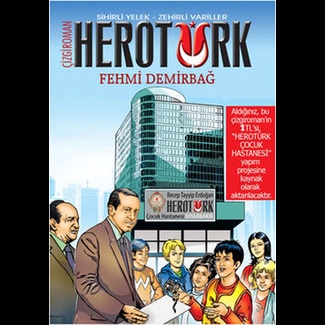 SİHİRLİ YELEK - ZEHİRLİ VARİLLER
ÇİZGİROMAN
HEROTÜRK
FEHMİ DEMİRBAĞ
Aldığınız, bu
çizgiroman'in
1TL'si,
"HEROTÜRK
ÇOCUK
HASTANESİ"
yapım
projesine
kaynak
olarak
aktarılacaktır.
Recep Tayyip Erdoğan
HEROTÜRK
Çocuk Hastanesi